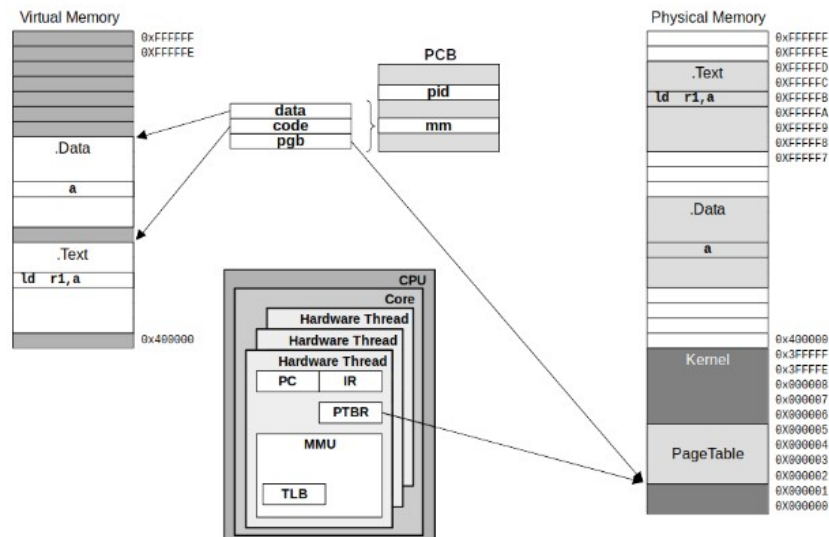 Virtual Memory
0xFFFFFF
0XFFFFFE
.Data
a
.Text
ld r1,a
0x400000
data
code
pgb
PCB
pid
mm
CPU
Core
Hardware Thread
Hardware Thread
Hardware Thread
PC IR
PTBR
MMU
TLB
Physical Memory
0xFFFFFF
0XFFFFFE
0XFFFFFD
.Text
0XFFFFFC
ld r1,a
0XFFFFFB
0XFFFFFA
0XFFFFF9
0XFFFFF8
0XFFFFF7
.Data
a
0x400000
Kernel
0x3FFFFF
0x3FFFFE
0x000008
0x000007
0X000006
0X000005
PageTable
0X000004
0X000003
0X000002
0X000001
0X000000